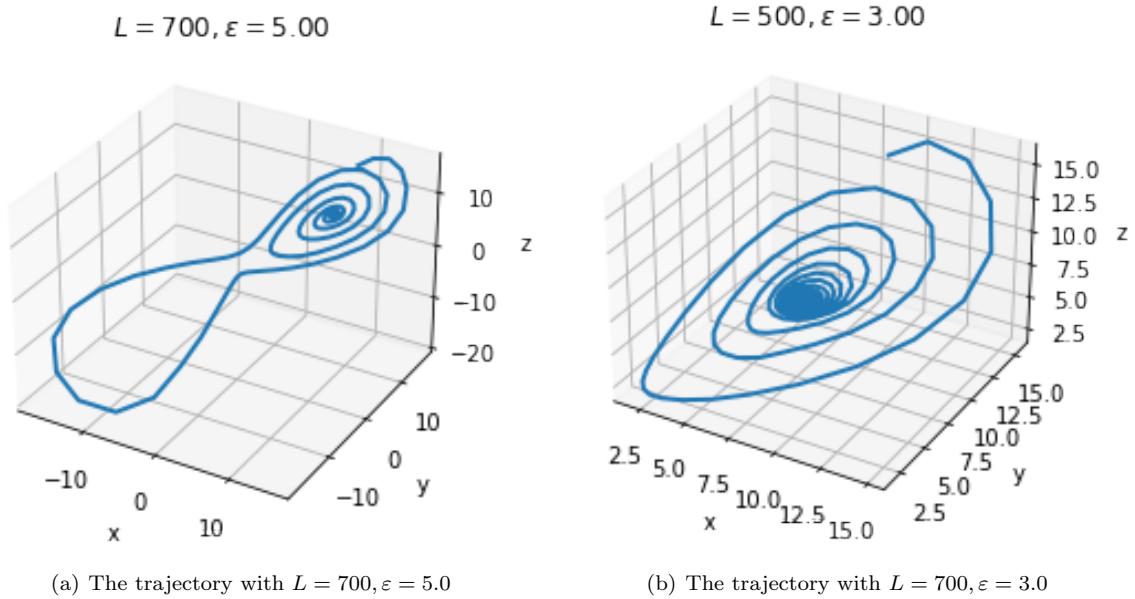 L = 700, ε = 5.00
10
0
−10
−20
z
10
0
−10
y
−10
0
10
x
(a) The trajectory with L = 700, ε = 5.0
L = 500, ε = 3.00
15.0
12.5
10.0
7.5
5.0
2.5
z
15.0
12.5
10.0
7.5
5.0
2.5
y
2.5
5.0
7.5
10.0
12.5
15.0
x
(b) The trajectory with L = 700, ε = 3.0